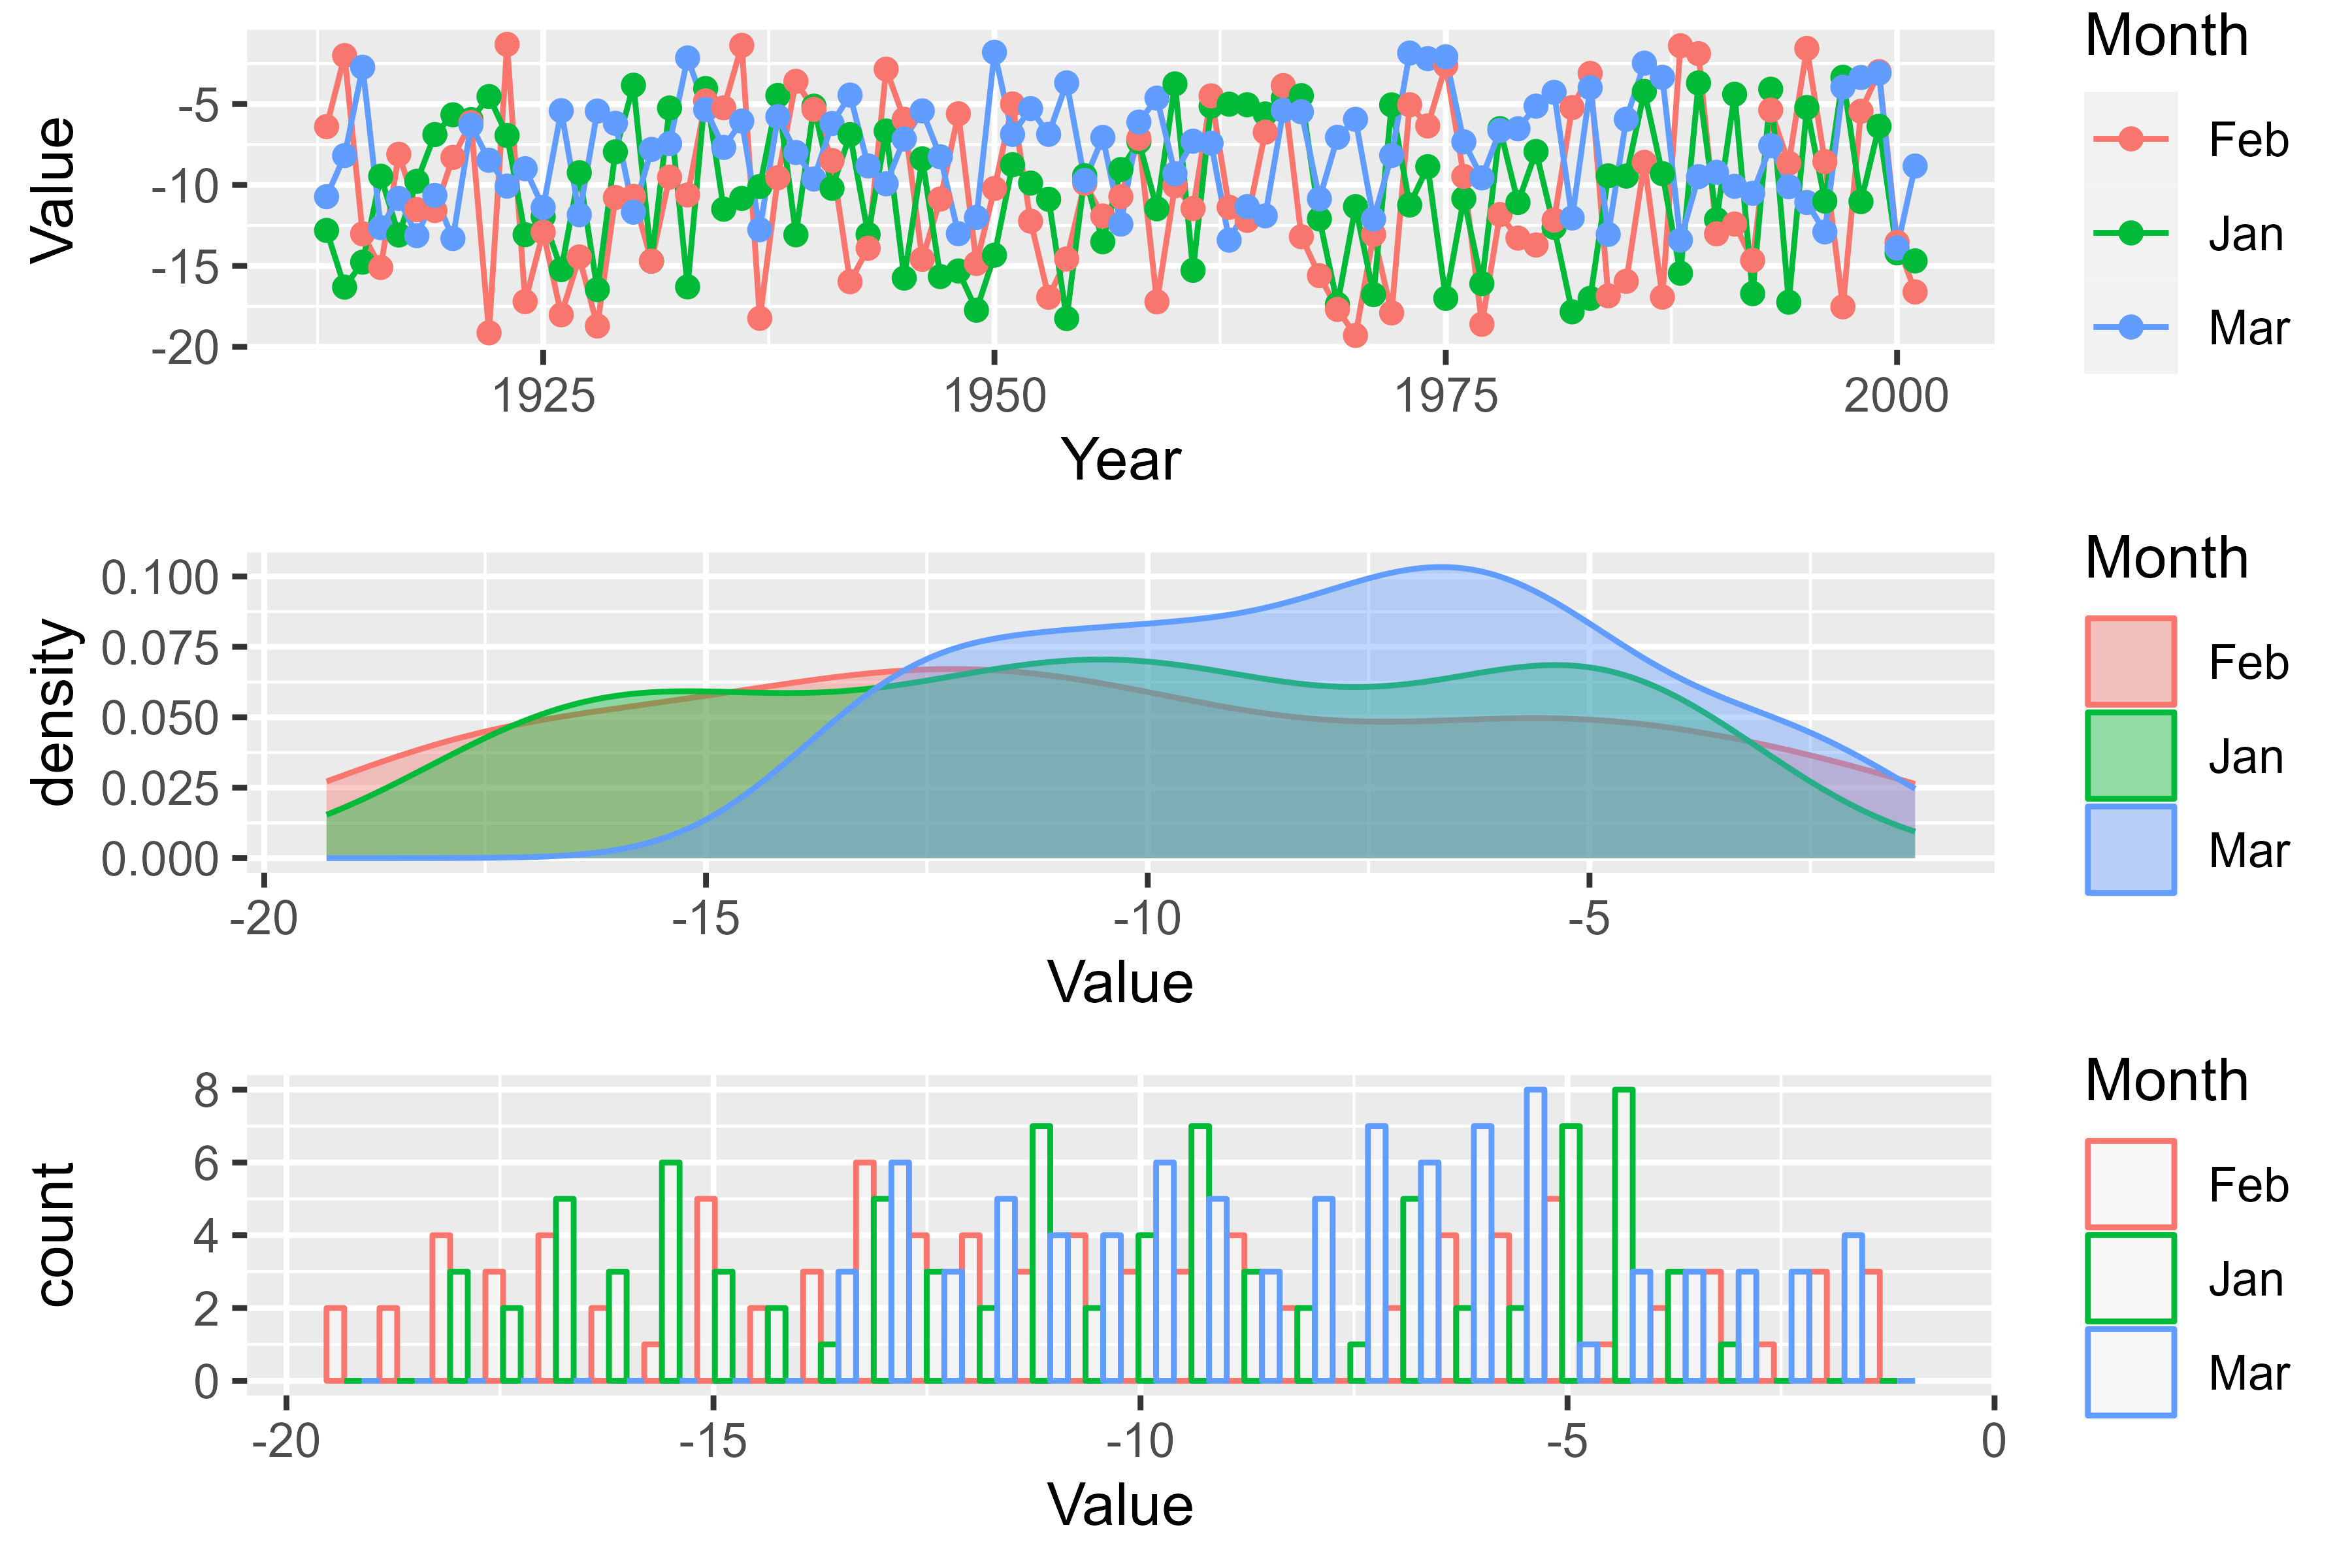 Value
-5
-10
-15
-20
1925 1950 1975 2000
Year
Month
Feb
Jan
Mar
density
0.100
0.075
0.050
0.025
0.000
-20 -15 -10 -5
Value
Month
Feb
Jan
Mar
count
8
6
4
2
0
-20 -15 -10 -5 0
Value
Month
Feb
Jan
Mar